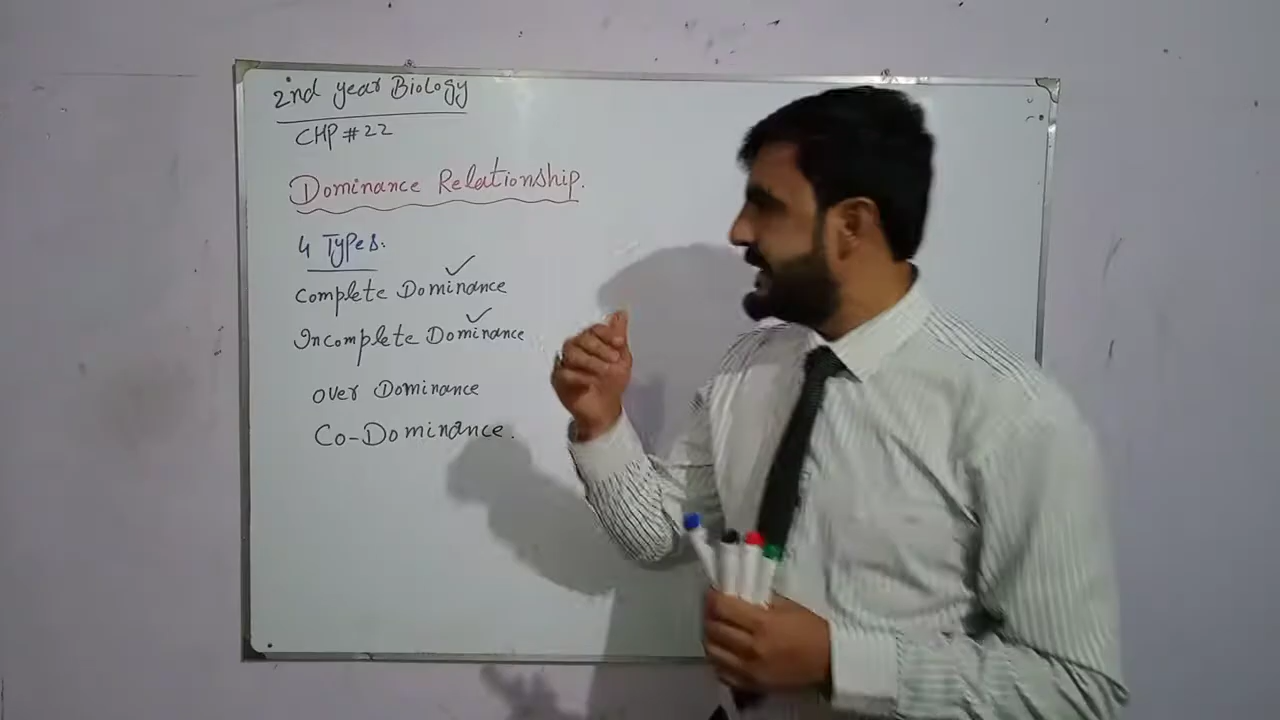 2nd year Biology
CHP # 22
Dominance Relationship.
4 Types.
Complete Dominance
Incomplete Dominance
over Dominance
Co-Dominance.